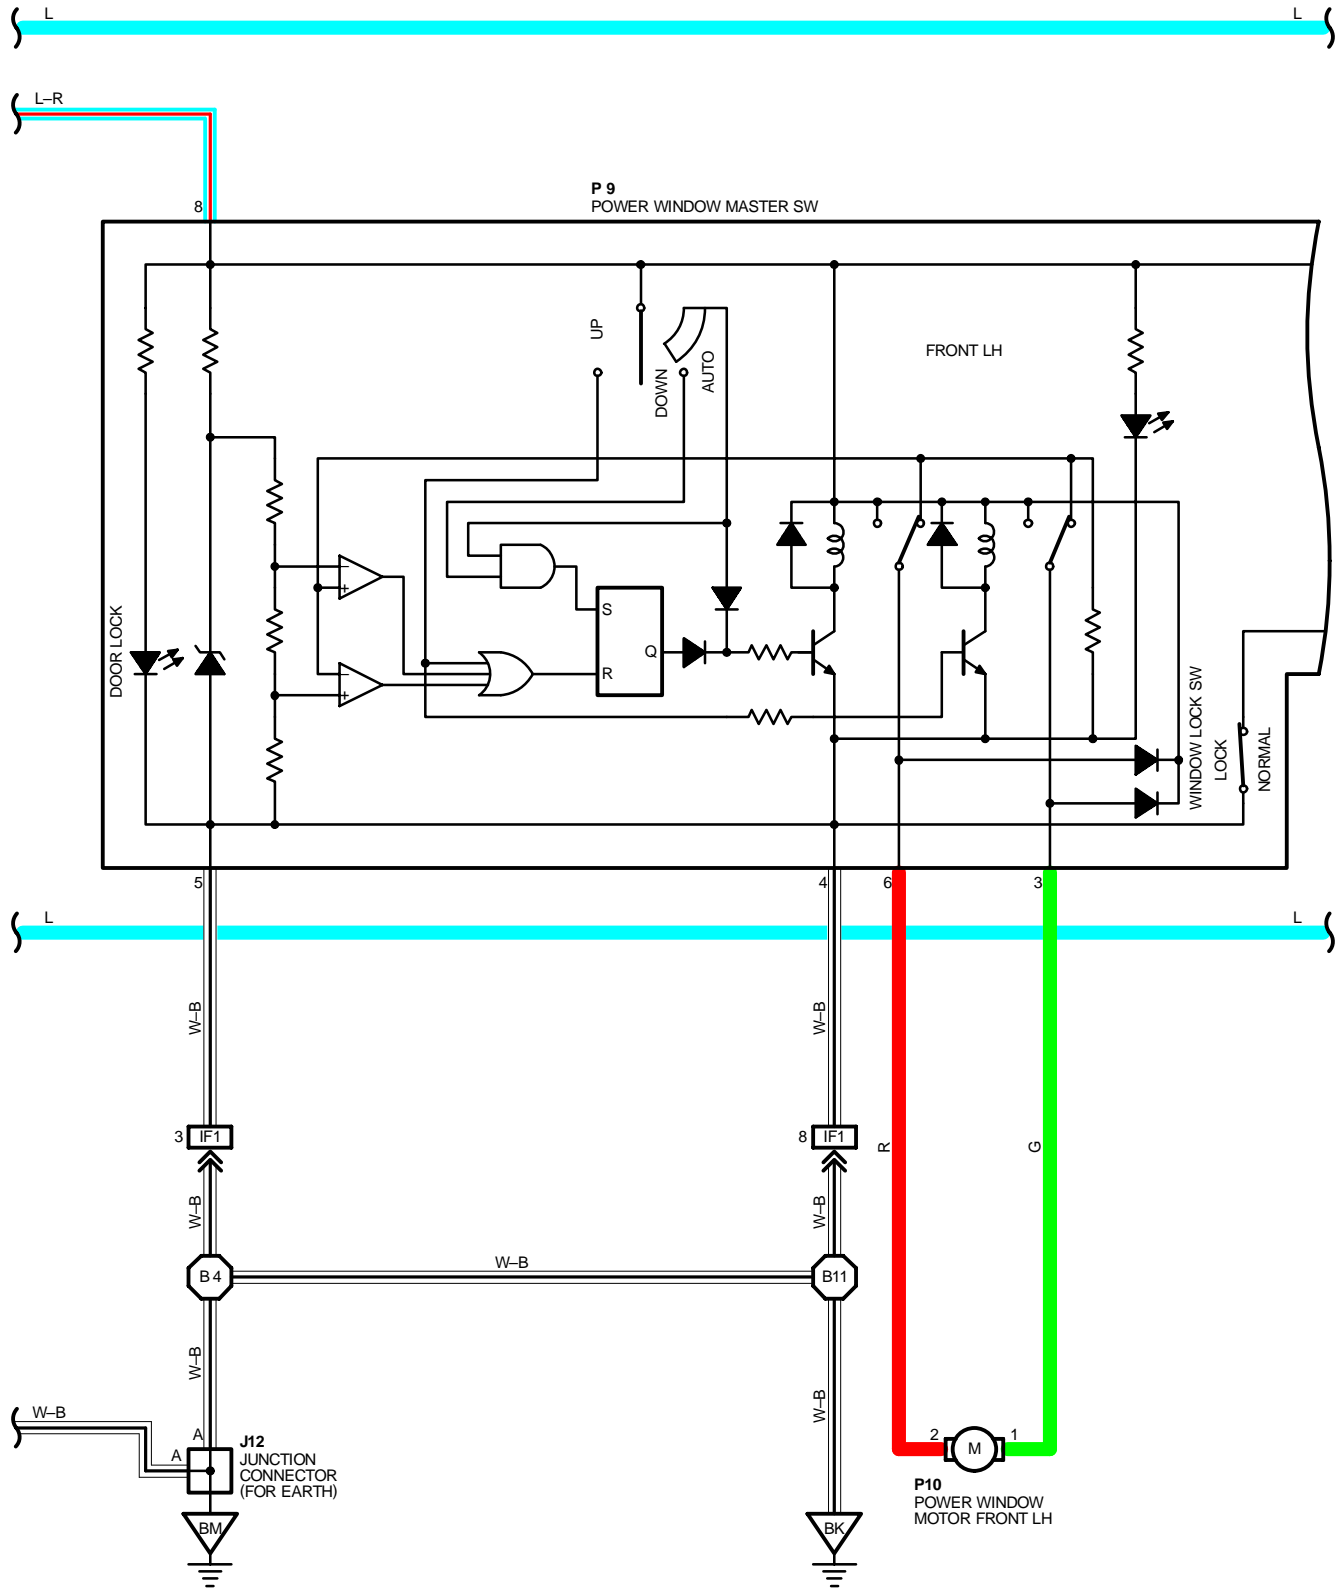 L
L
L–R
P 9
POWER WINDOW MASTER SW
8
UP
DOWN
AUTO
FRONT LH
DOOR LOCK
–
+
–
+
S
R
Q
WINDOW LOCK SW
LOCK
NORMAL
5
4
6
3
L
L
W–B
W–B
3
IF1
8
IF1
R
G
W–B
W–B
B 4
W–B
B11
W–B
W–B
W–B
A
A
J12
JUNCTION
CONNECTOR
(FOR EARTH)
2
M
1
P10
POWER WINDOW
MOTOR FRONT LH
BM
BK